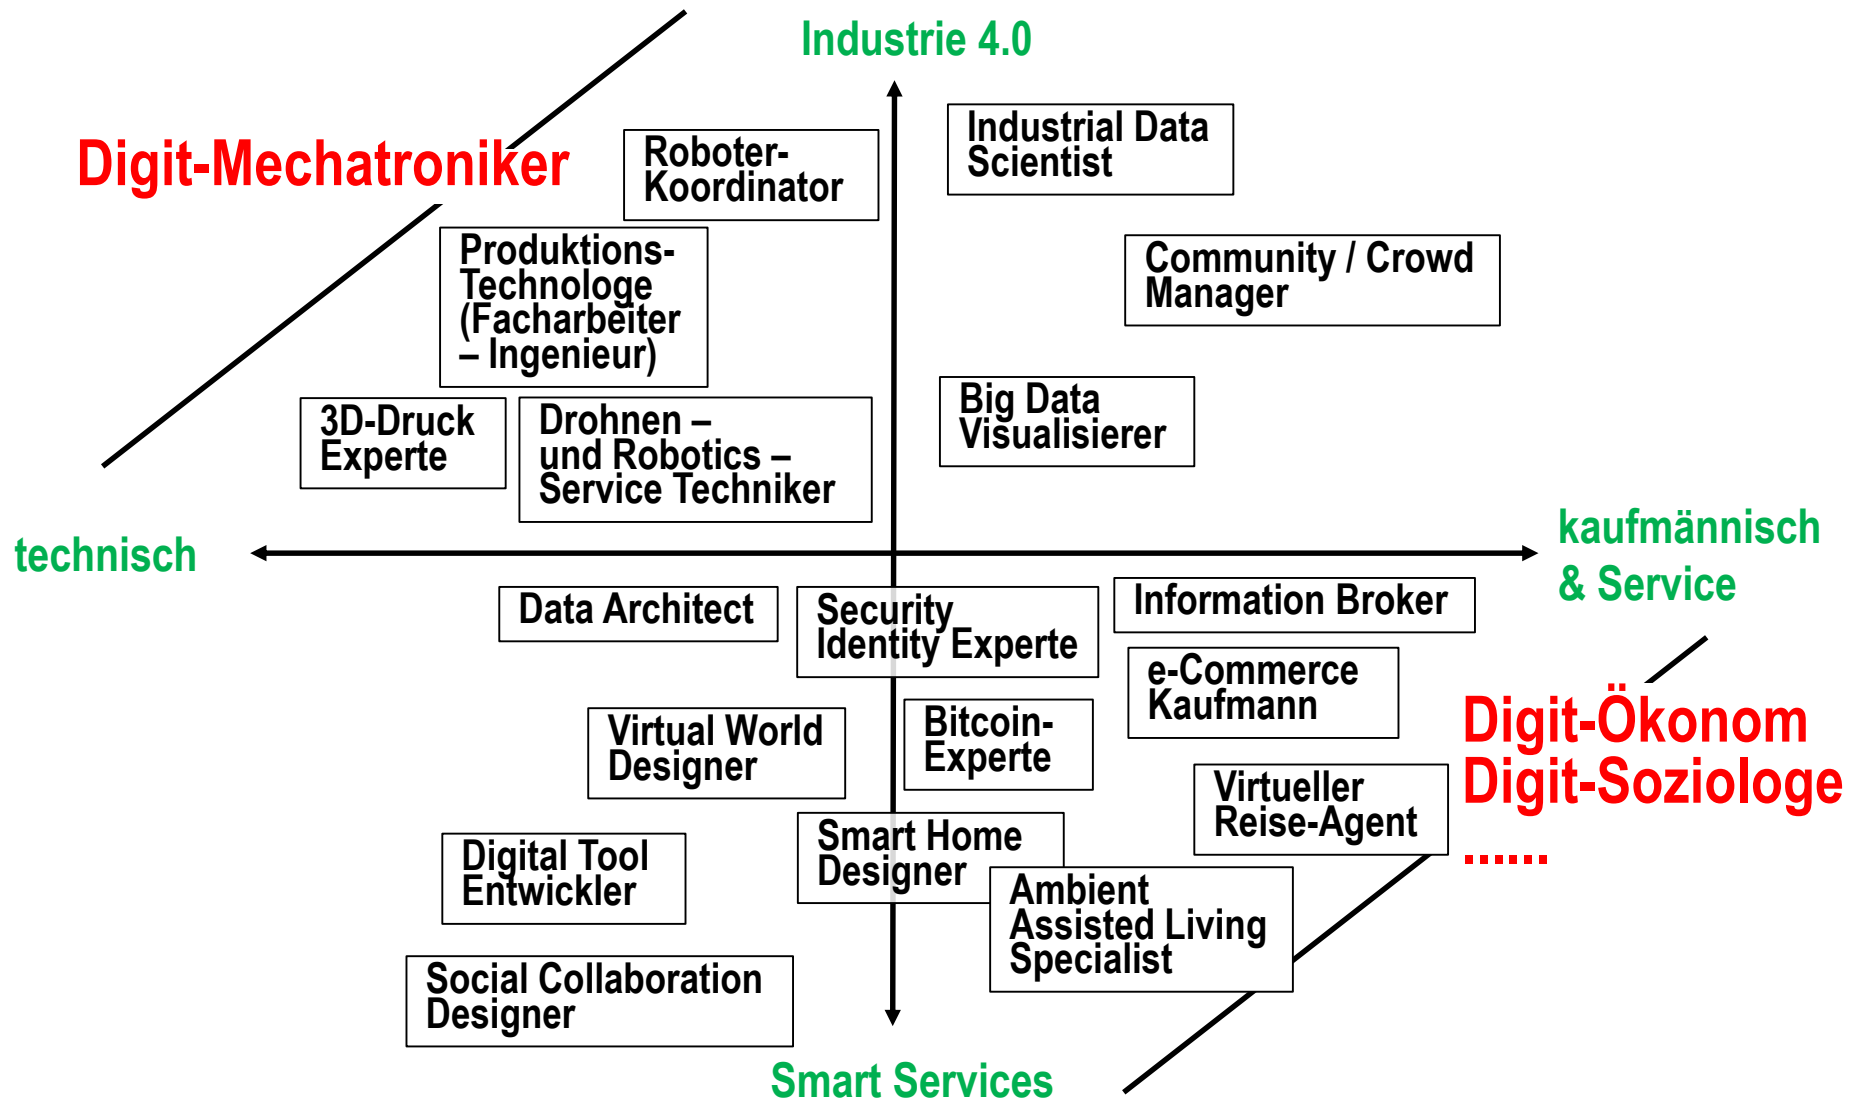 Industrie 4.0
Digit-Mechatroniker
Roboter-
Koordinator
Industrial Data
Scientist
Produktions-
Technologe
(Facharbeiter
– Ingenieur)
Community / Crowd
Manager
3D-Druck
Experte
Drohnen –
und Robotics –
Service Techniker
Big Data
Visualisierer
technisch
kaufmännisch
& Service
Data Architect
Security
Identity Experte
Information Broker
e-Commerce
Kaufmann
Virtual World
Designer
Bitcoin-
Experte
Digit-Ökonom
Digit-Soziologe
......
Virtueller
Reise-Agent
Digital Tool
Entwickler
Smart Home
Designer
Ambient
Assisted Living
Specialist
Social Collaboration
Designer
Smart Services